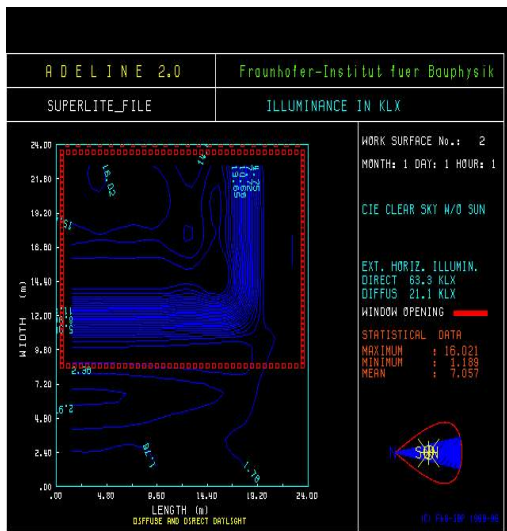 ADELINE 2.0
Fraunhofer-Institut fuer Bauphysik
SUPERLITE_FILE
ILLUMINANCE IN KLX
WORK SURFACE No.: 2
MONTH: 1 DAY: 1 HOUR: 1
CIE CLEAR SKY W/O SUN
EXT. HORIZ. ILLUMIN.
DIRECT 63.3 KLX
DIFFUS 21.1 KLX
WINDOW OPENING
STATISTICAL DATA
MAXIMUM : 16.021
MINIMUM : 1.189
MEAN : 7.057
SUN
24.00
21.60
19.20
16.80
14.40
12.00
9.60
7.20
4.80
2.40
.00
WIDTH (m)
16.02
2.38
1.78
1.78
.00
4.80
9.60
14.40
19.20
24.00
LENGTH (m)
DIFFUSE AND DIRECT DAYLIGHT